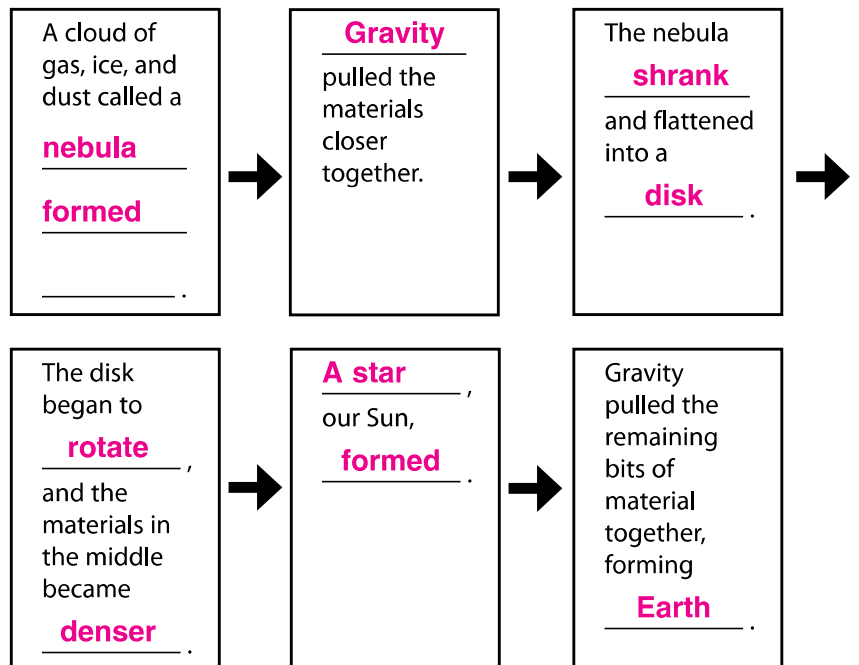 A cloud of
gas, ice, and
dust called a
nebula
formed
.
Gravity
pulled the
materials
closer
together.
The nebula
shrank
and flattened
into a
disk .
The disk
began to
rotate ,
and the
materials in
the middle
became
denser .
A star ,
our Sun,
formed .
Gravity
pulled the
remaining
bits of
material
together,
forming
Earth .